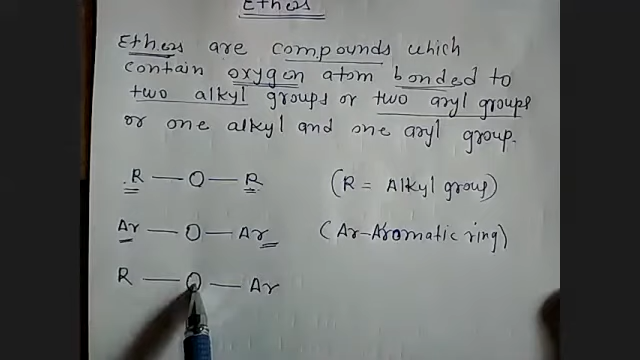 Ethers
Ethers are compounds which
contain oxygen atom bonded to
two alkyl groups or two aryl groups
or one alkyl and one aryl group.
R — O — R (R = Alkyl group)
Ar — O — Ar (Ar-Aromatic ring)
R — O — Ar